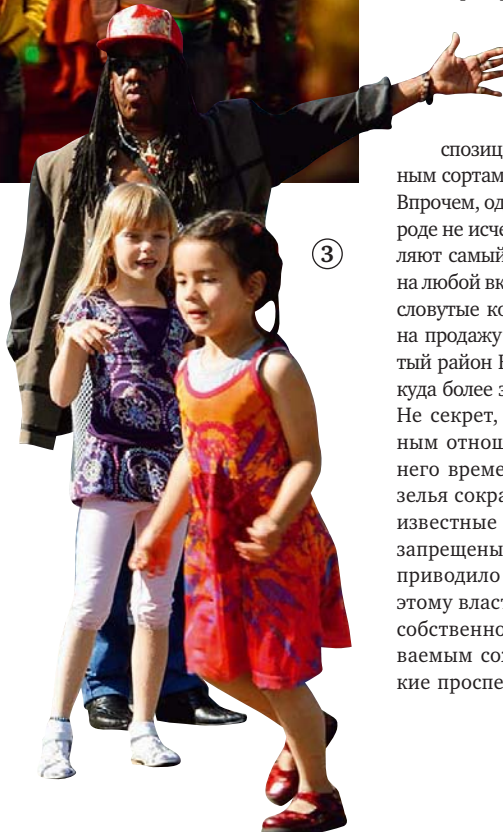 ③
спозиц
ным сортам
Впрочем, од
роде не исче
ляют самый
на любой вк
словутые ко
на продажу
тый район
куда более з
Не секрет,
ным отнош
него време
зелья сокра
известные
запрещены
приводило
этому власт
собственно
ваемым со
кие проспе